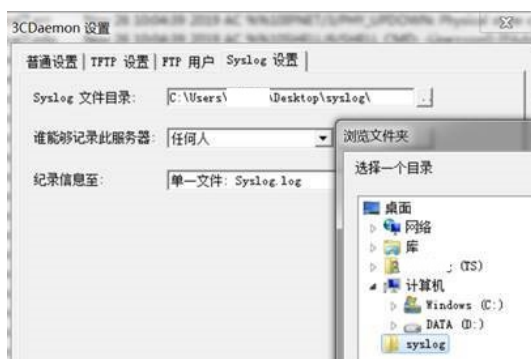 3CDaemon 设置
普通设置 TFTP 设置 FTP 用户 Syslog 设置
Syslog 文件目录: C:\Users\ \Desktop\syslog\ ..
谁能够记录此服务器: 任何人
纪录信息至: 单一文件: Syslog.log
浏览文件夹
选择一个目录
桌面
网络
库
(TS)
计算机
Windows (C:)
DATA (D:)
syslog